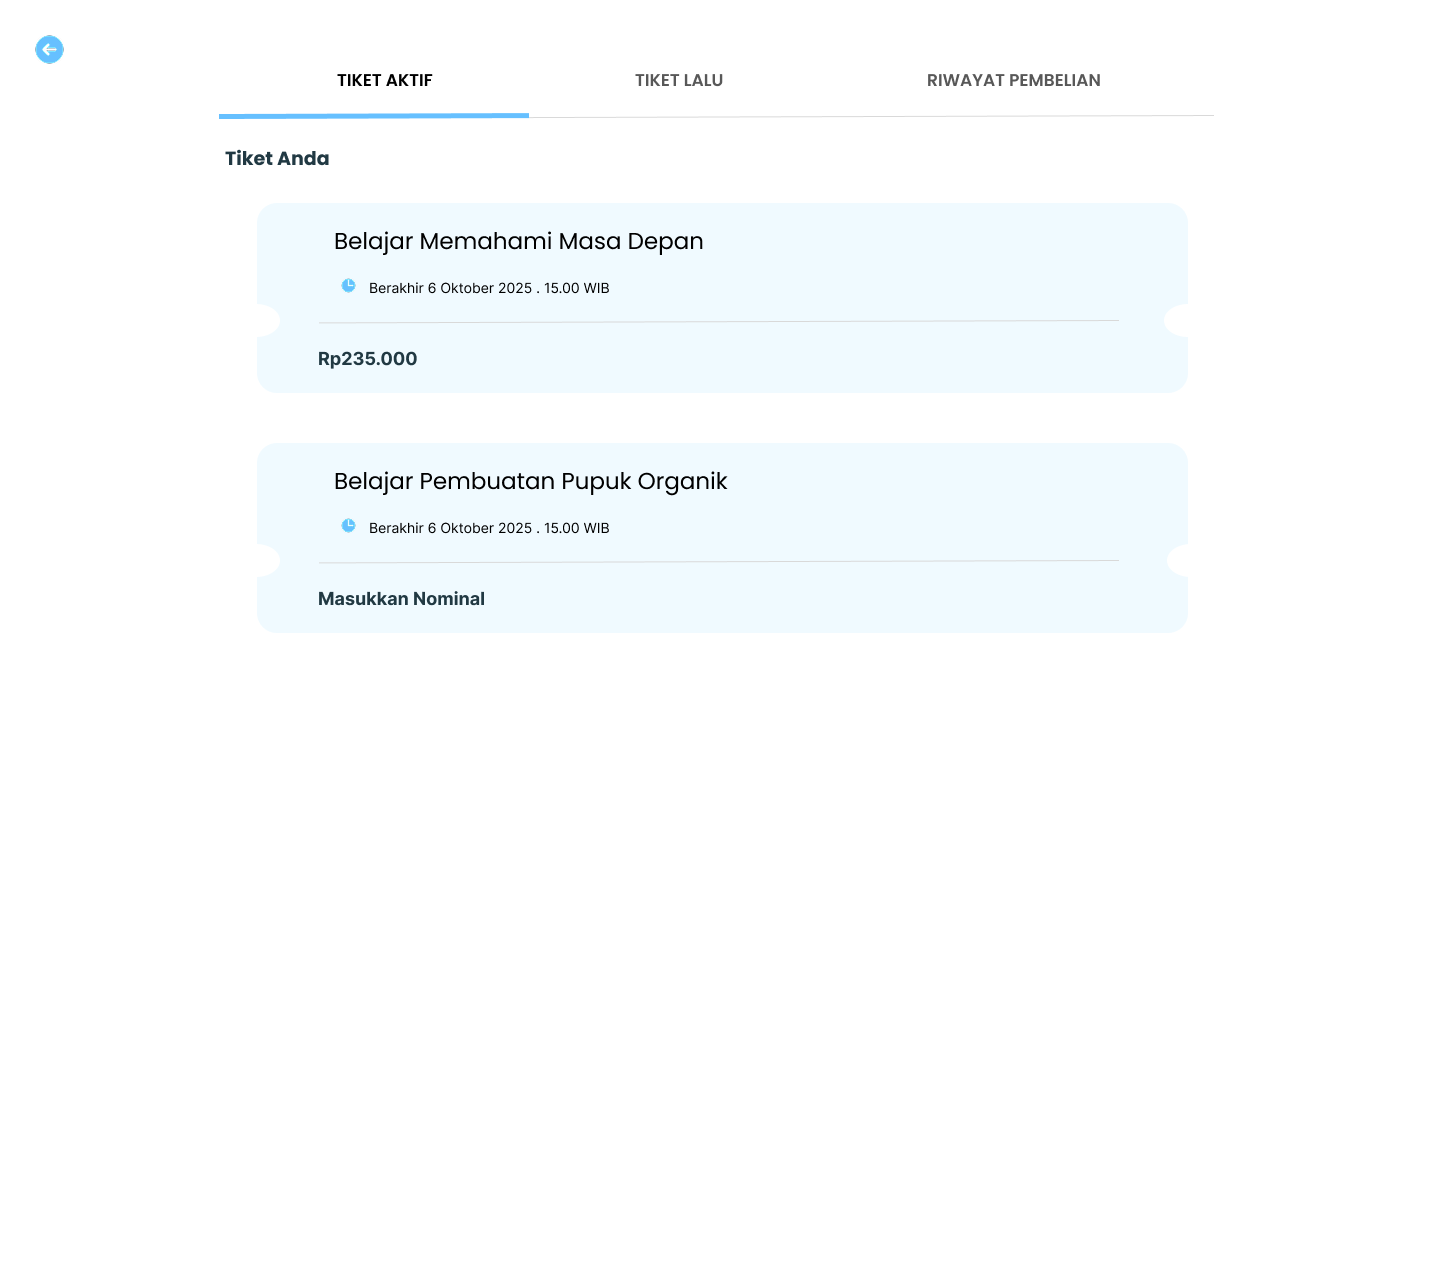 TIKET AKTIF
TIKET LALU
RIWAYAT PEMBELIAN
Tiket Anda
Belajar Memahami Masa Depan
Berakhir 6 Oktober 2025 . 15.00 WIB
Rp235.000
Belajar Pembuatan Pupuk Organik
Berakhir 6 Oktober 2025 . 15.00 WIB
Masukkan Nominal